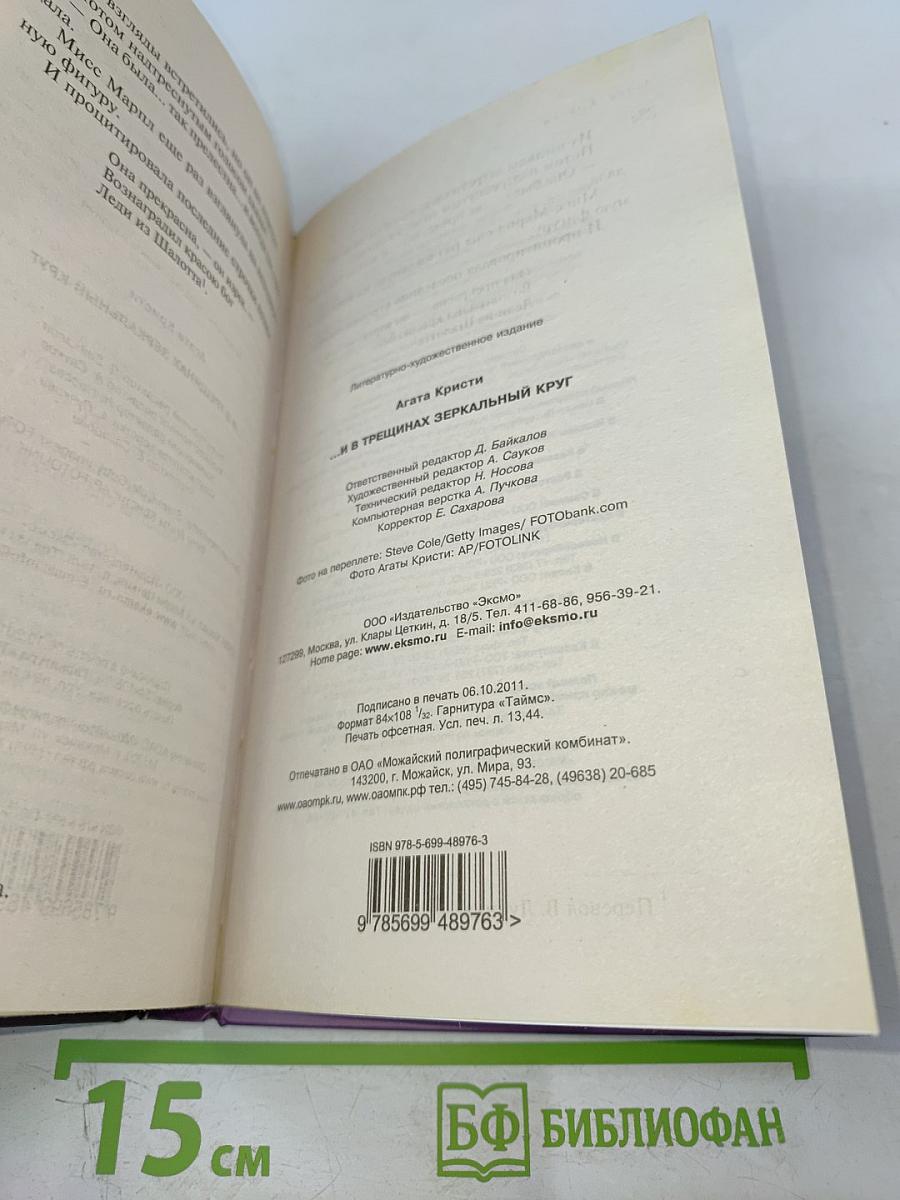 взгляды встретились, но
потом надтреснутым голосом
— Она была... так прелестна
Мисс Марпл еще раз взглянула на
ную фигуру.
И процитировала последние строчки
Она прекрасна, — он изрек —
Вознаградил красою бог
Леди из Шалотта¹.
Литературно-художественное издание
Агата Кристи
...И В ТРЕЩИНАХ ЗЕРКАЛЬНЫЙ КРУГ
Ответственный редактор Д. Байкалов
Художественный редактор А. Сауков
Технический редактор Н. Носова
Компьютерная верстка А. Пучкова
Корректор Е. Сахарова
Фото на переплете: Steve Cole/Getty Images/ FOTObank.com
Фото Агаты Кристи: AP/FOTOLINK
ООО «Издательство «Эксмо»
127299, Москва, ул. Клары Цеткин, д. 18/5. Тел. 411-68-86, 956-39-21.
Home page: www.eksmo.ru E-mail: info@eksmo.ru
Подписано в печать 06.10.2011.
Формат 84×108 1/32. Гарнитура «Таймс».
Печать офсетная. Усл. печ. л. 13,44.
Отпечатано в ОАО «Можайский полиграфический комбинат».
143200, г. Можайск, ул. Мира, 93.
www.oaompk.ru, www.оаомпк.рф тел.: (495) 745-84-28, (49638) 20-685
ISBN 978-5-699-48976-3
9 785699 489763 >
15 см
БФ БИБЛИОФАН